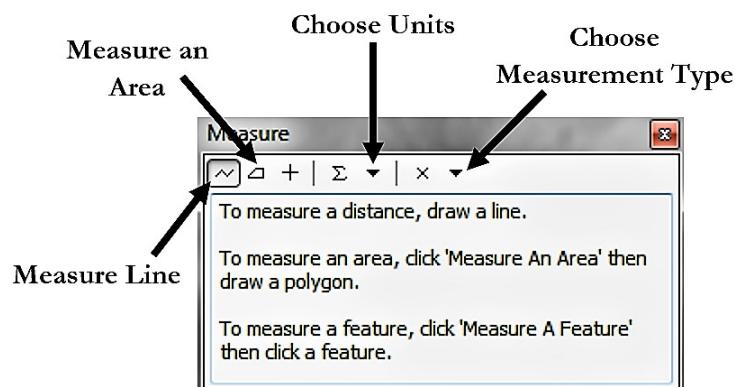 Choose Units
Measure an
Area
Choose
Measurement Type
Measure
To measure a distance, draw a line.
To measure an area, click 'Measure An Area' then
draw a polygon.
To measure a feature, click 'Measure A Feature'
then click a feature.
Measure Line